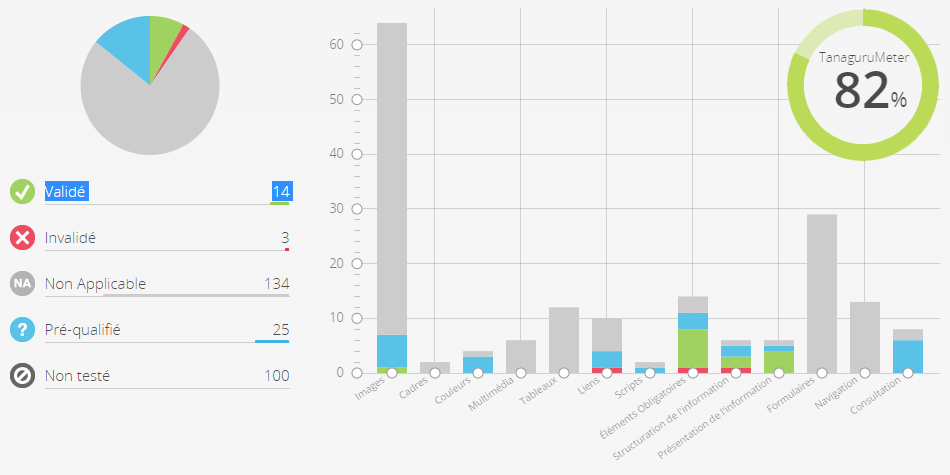 Validé 14
Invalidé 3
NA Non Applicable 134
? Pré-qualifié 25
Non testé 100
60
50
40
30
20
10
0
Images
Cadres
Couleurs
Multimédia
Tableaux
Liens
Scripts
Éléments Obligatoires
Structuration de l'information
Présentation de l'information
Formulaires
Navigation
Consultation
TanaguruMeter
82%